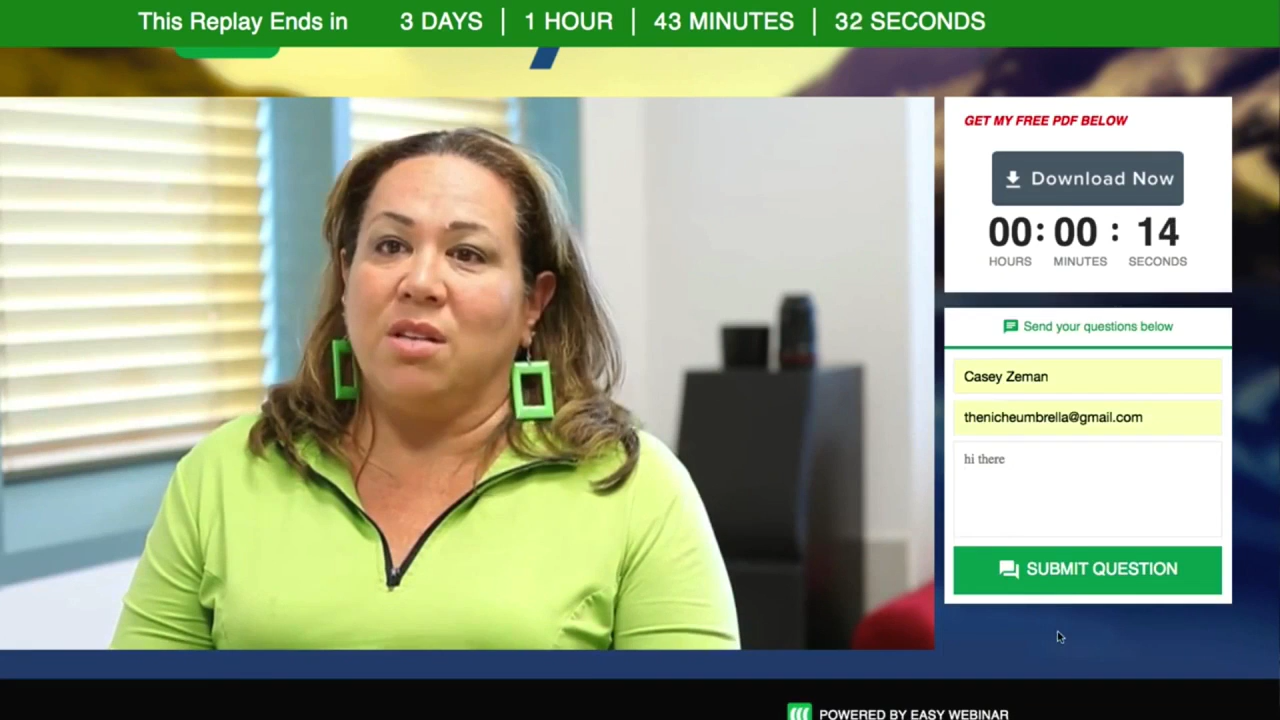 This Replay Ends in 3 DAYS | 1 HOUR | 43 MINUTES | 32 SECONDS
GET MY FREE PDF BELOW
Download Now
00 : 00 : 14
HOURS MINUTES SECONDS
Send your questions below
Casey Zeman
thenicheumbrella@gmail.com
hi there
SUBMIT QUESTION
POWERED BY EASY WEBINAR